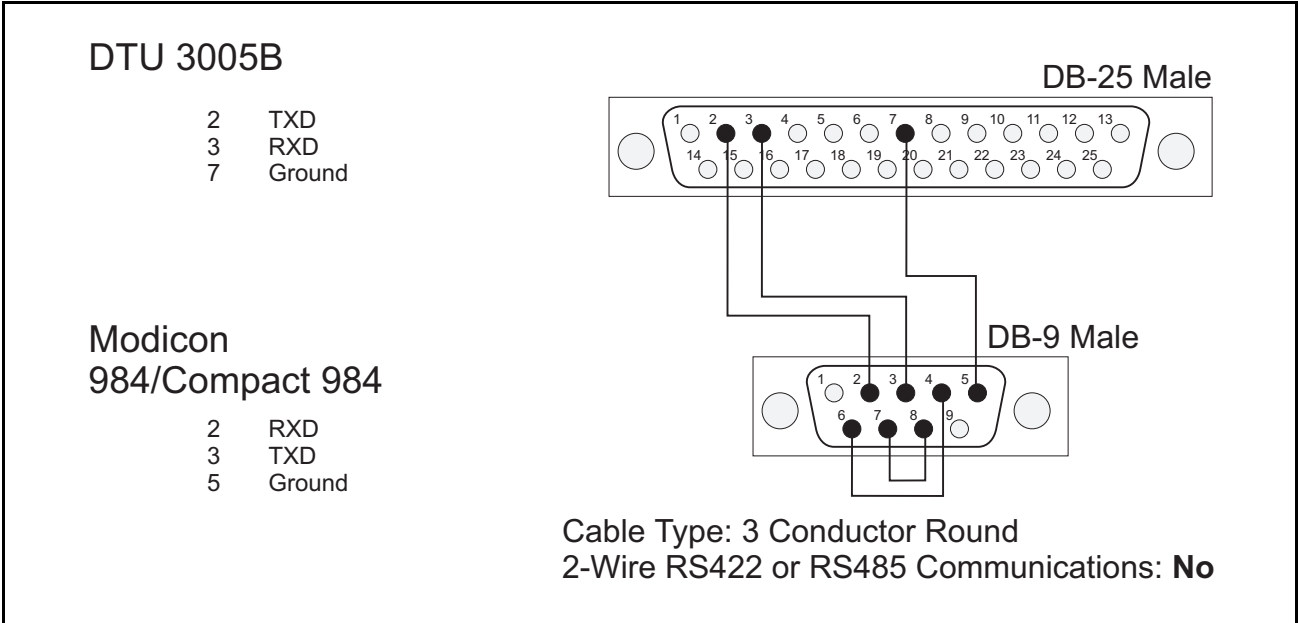 DTU 3005B
2 TXD
3 RXD
7 Ground
DB-25 Male
1 2 3 4 5 6 7 8 9 10 11 12 13
14 15 16 17 18 19 20 21 22 23 24 25
Modicon
984/Compact 984
2 RXD
3 TXD
5 Ground
DB-9 Male
1 2 3 4 5
6 7 8 9
Cable Type: 3 Conductor Round
2-Wire RS422 or RS485 Communications: No